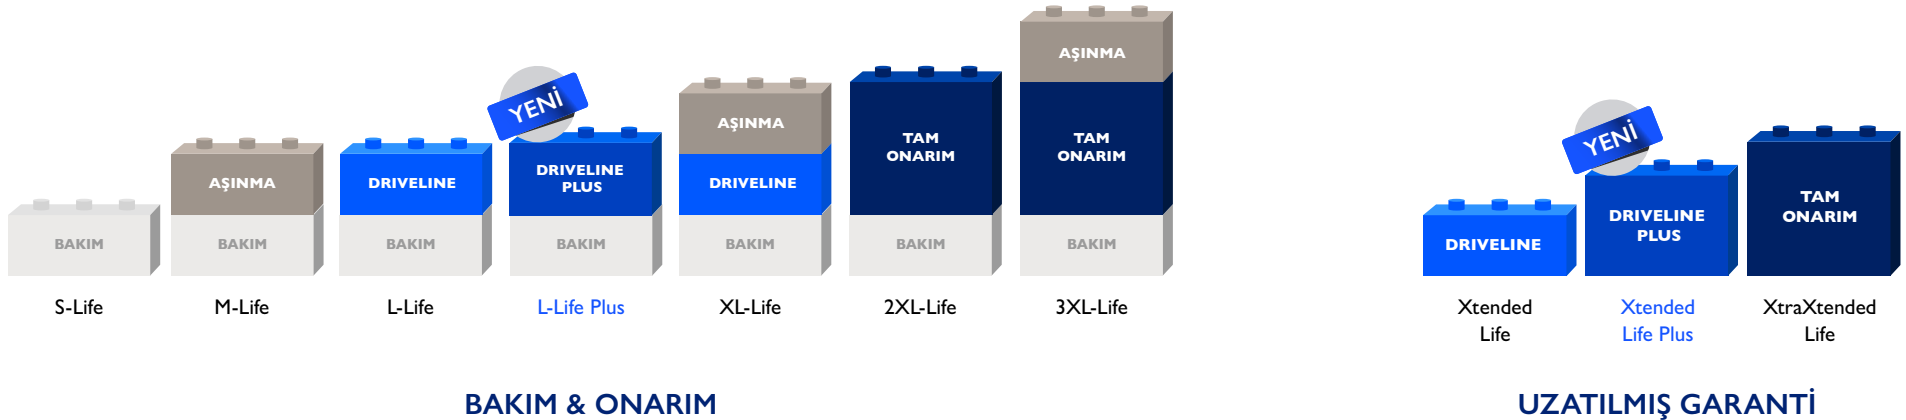 BAKIM
S-Life
AŞINMA
BAKIM
M-Life
DRIVELINE
BAKIM
L-Life
YENİ
DRIVELINE
PLUS
BAKIM
L-Life Plus
AŞINMA
DRIVELINE
BAKIM
XL-Life
TAM
ONARIM
BAKIM
2XL-Life
AŞINMA
TAM
ONARIM
BAKIM
3XL-Life
BAKIM & ONARIM
DRIVELINE
Xtended
Life
YENİ
DRIVELINE
PLUS
Xtended
Life Plus
TAM
ONARIM
XtraXtended
Life
UZATILMIŞ GARANTİ